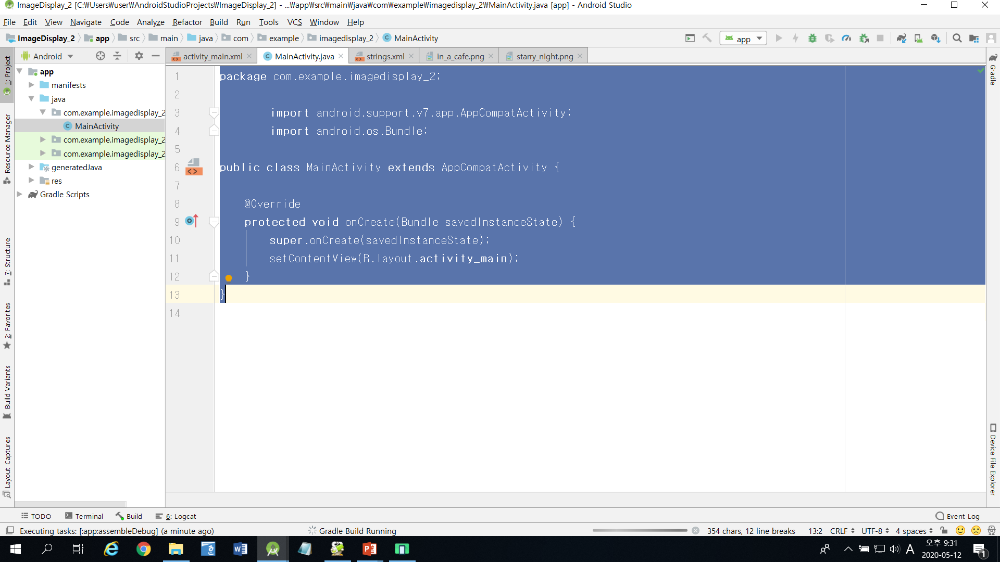 ImageDisplay_2 [C:₩Users₩user₩AndroidStudioProjects₩ImageDisplay_2] - ...₩app₩src₩main₩java₩com₩example₩imagedisplay_2₩MainActivity.java [app] - Android Studio
File Edit View Navigate Code Analyze Refactor Build Run Tools VCS Window Help
ImageDisplay_2 app src main java com example imagedisplay_2 MainActivity
app
Android
activity_main.xml MainActivity.java strings.xml in_a_cafe.png starry_night.png
1: Project
Resource Manager
7: Structure
2: Favorites
Build Variants
Layout Captures
app
manifests
java
com.example.imagedisplay_2
MainActivity
com.example.imagedisplay_2
com.example.imagedisplay_2
generatedJava
res
Gradle Scripts
1 package com.example.imagedisplay_2;
2
3 import android.support.v7.app.AppCompatActivity;
4 import android.os.Bundle;
5
6 public class MainActivity extends AppCompatActivity {
7
8 @Override
9 protected void onCreate(Bundle savedInstanceState) {
10 super.onCreate(savedInstanceState);
11 setContentView(R.layout.activity_main);
12 }
13 }
14
Gradle
Device File Explorer
TODO Terminal Build 6: Logcat Event Log
Executing tasks: [:app:assembleDebug] (a minute ago) Gradle Build Running 354 chars, 12 line breaks 13:2 CRLF UTF-8 4 spaces
A
오후 9:31
2020-05-12
1